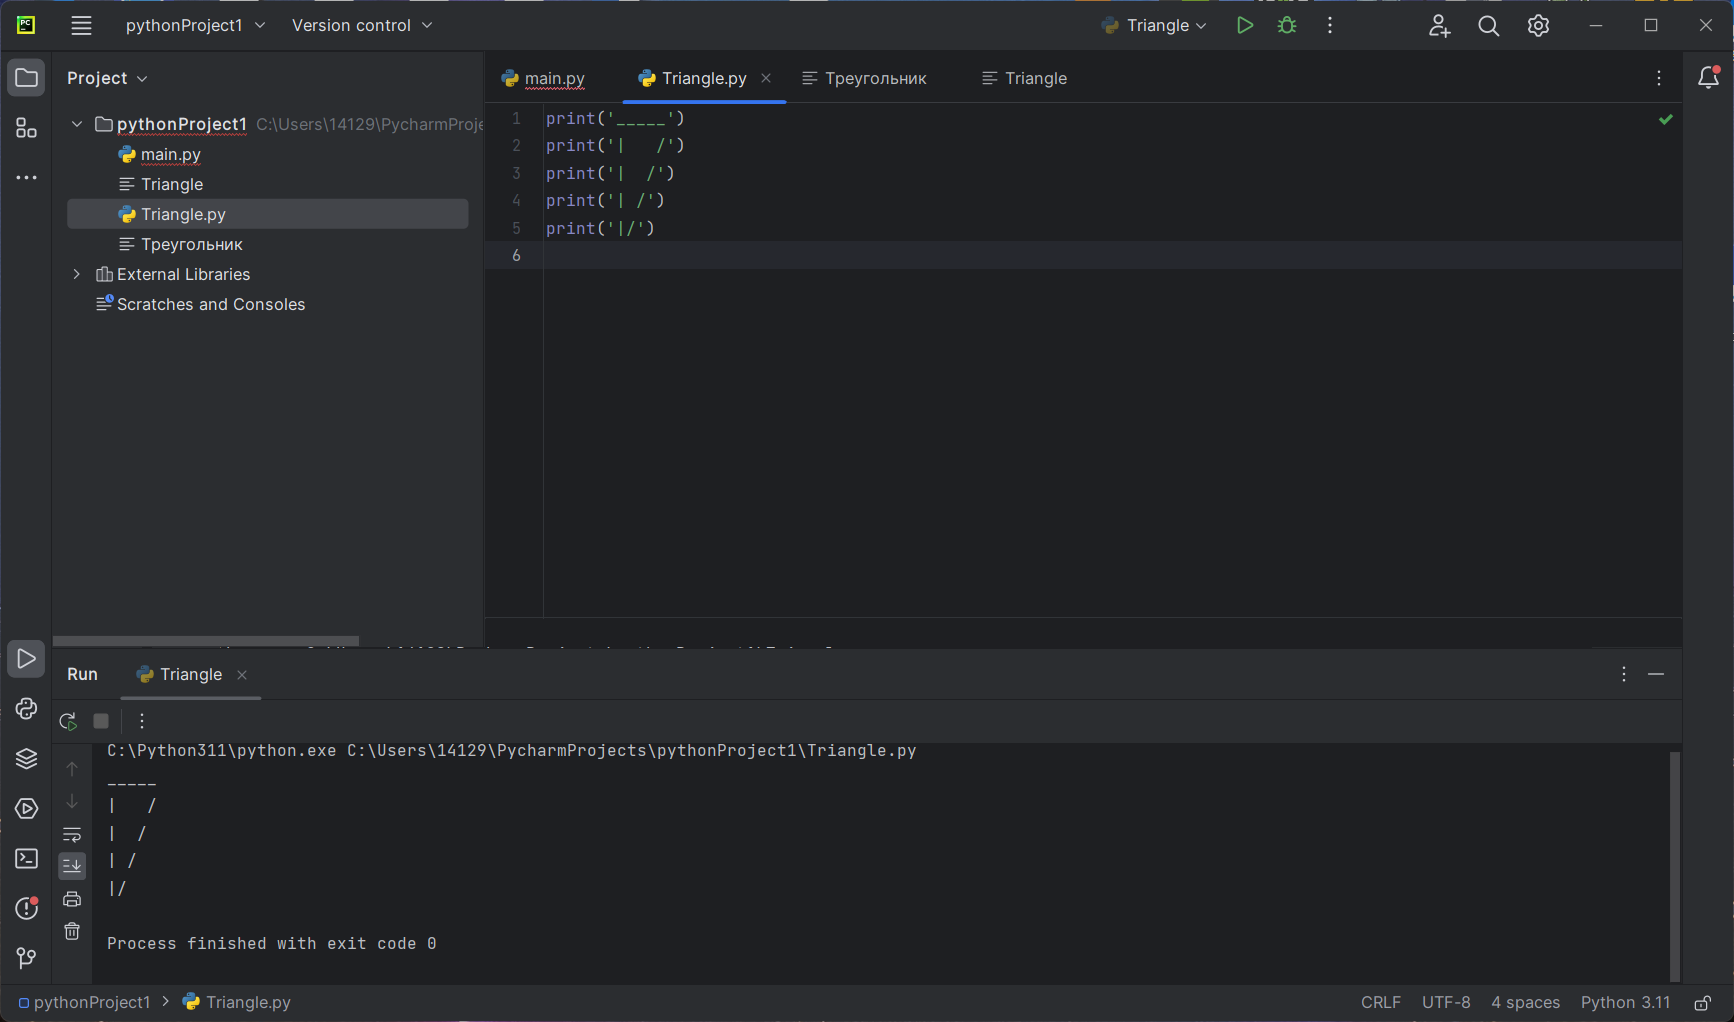 PC
pythonProject1
Version control
Triangle
Project
main.py
Triangle.py
Треугольник
Triangle
pythonProject1 C:\Users\14129\PycharmProje
main.py
Triangle
Triangle.py
Треугольник
External Libraries
Scratches and Consoles
1 print('_____')
2 print('|   /')
3 print('|  /')
4 print('| /')
5 print('|/')
6
Run
Triangle
C:\Python311\python.exe C:\Users\14129\PycharmProjects\pythonProject1\Triangle.py
_____
|   /
|  /
| /
|/
Process finished with exit code 0
pythonProject1 > Triangle.py
CRLF UTF-8 4 spaces Python 3.11